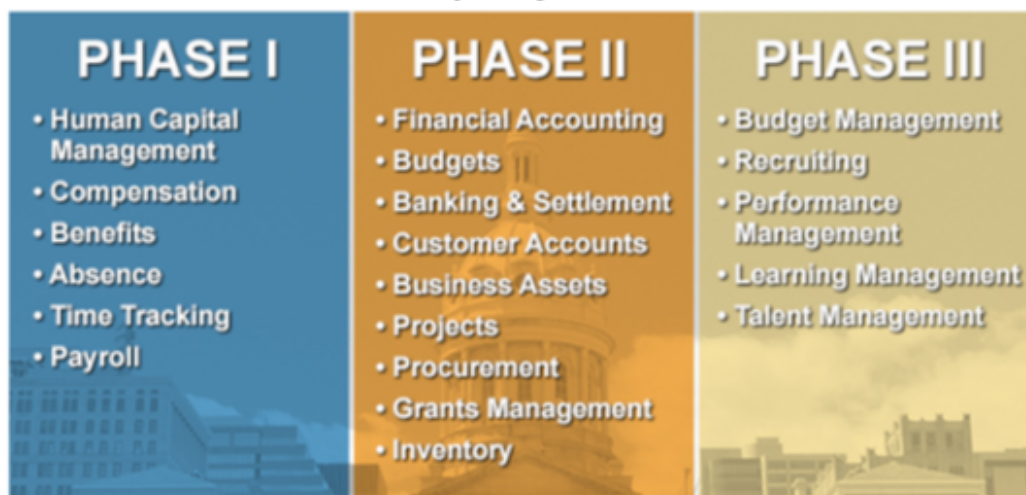 PHASE I
• Human Capital
Management
• Compensation
• Benefits
• Absence
• Time Tracking
• Payroll
PHASE II
• Financial Accounting
• Budgets
• Banking & Settlement
• Customer Accounts
• Business Assets
• Projects
• Procurement
• Grants Management
• Inventory
PHASE III
• Budget Management
• Recruiting
• Performance
Management
• Learning Management
• Talent Management